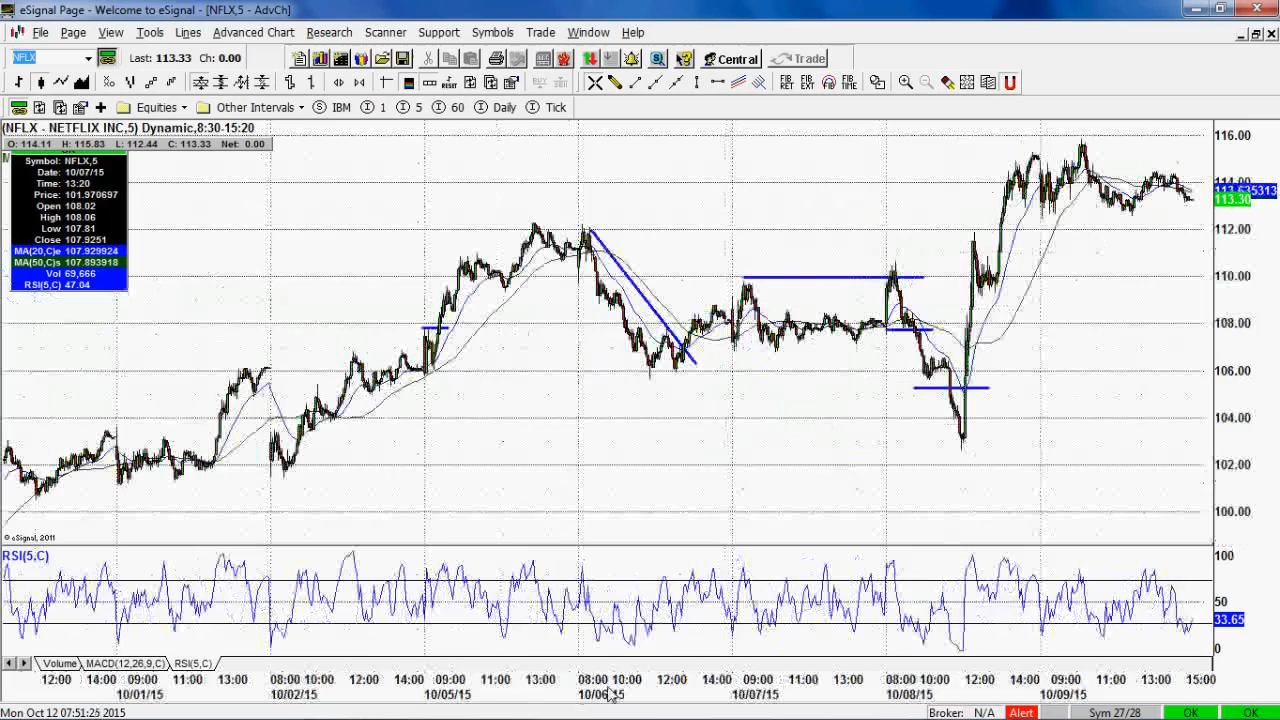 eSignal Page - Welcome to eSignal - [NFLX,5 - AdvCh]
File Page View Tools Lines Advanced Chart Research Scanner Support Symbols Trade Window Help
NFLX Last: 113.33 Ch: 0.00 Central Trade
RESET BUY SELL FIB RET FIB EXT FIB TIME
Equities Other Intervals S IBM I 1 I 5 I 60 I Daily I Tick
(NFLX - NETFLIX INC,5) Dynamic,8:30-15:20
O: 114.11 H: 115.83 L: 112.44 C: 113.33 Net: 0.00
Symbol: NFLX,5
Date: 10/07/15
Time: 13:20
Price: 101.970697
Open 108.02
High 108.06
Low 107.81
Close 107.9251
MA(20,C)e 107.929924
MA(50,C)s 107.893918
Vol 69,666
RSI(5,C) 47.04
116.00
114.00
113.30
112.00
110.00
108.00
106.00
104.00
102.00
100.00
© eSignal, 2011
RSI(5,C)
100
50
33.65
0
Volume MACD(12,26,9,C) RSI(5,C)
12:00 14:00 09:00 11:00 13:00 08:00 10:00 12:00 14:00 09:00 11:00 13:00 08:00 10:00 12:00 14:00 09:00 11:00 13:00 08:00 10:00 12:00 14:00 09:00 11:00 13:00 15:00
10/01/15 10/02/15 10/05/15 10/06/15 10/07/15 10/08/15 10/09/15
Mon Oct 12 07:51:25 2015 Broker: N/A Alert Sym 27/28 OK OK